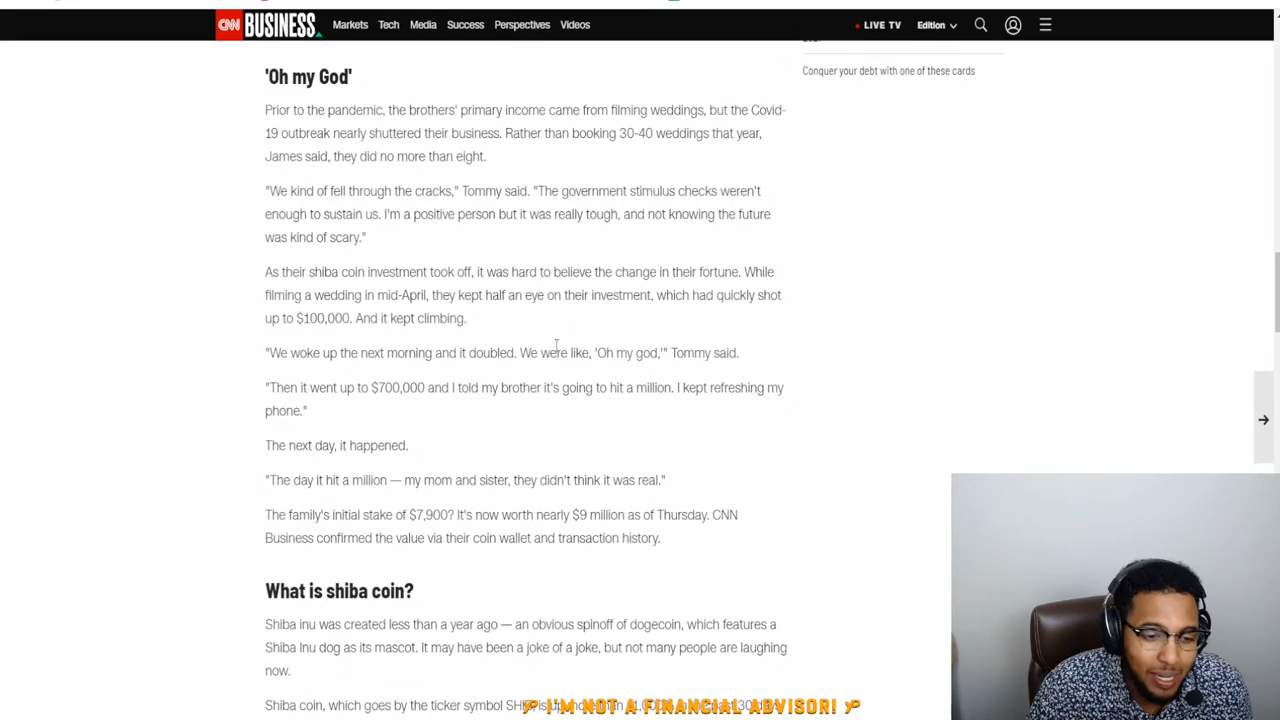 CNN BUSINESS Markets Tech Media Success Perspectives Videos LIVE TV Edition
Conquer your debt with one of these cards
'Oh my God'
Prior to the pandemic, the brothers' primary income came from filming weddings, but the Covid-
19 outbreak nearly shuttered their business. Rather than booking 30-40 weddings that year,
James said, they did no more than eight.
"We kind of fell through the cracks," Tommy said. "The government stimulus checks weren't
enough to sustain us. I'm a positive person but it was really tough, and not knowing the future
was kind of scary."
As their shiba coin investment took off, it was hard to believe the change in their fortune. While
filming a wedding in mid-April, they kept half an eye on their investment, which had quickly shot
up to $100,000. And it kept climbing.
"We woke up the next morning and it doubled. We were like, 'Oh my god,'" Tommy said.
"Then it went up to $700,000 and I told my brother it's going to hit a million. I kept refreshing my
phone."
The next day, it happened.
"The day it hit a million — my mom and sister, they didn't think it was real."
The family's initial stake of $7,900? It's now worth nearly $9 million as of Thursday. CNN
Business confirmed the value via their coin wallet and transaction history.
What is shiba coin?
Shiba inu was created less than a year ago — an obvious spinoff of dogecoin, which features a
Shiba Inu dog as its mascot. It may have been a joke of a joke, but not many people are laughing
now.
Shiba coin, which goes by the ticker symbol
I'M NOT A FINANCIAL ADVISOR!